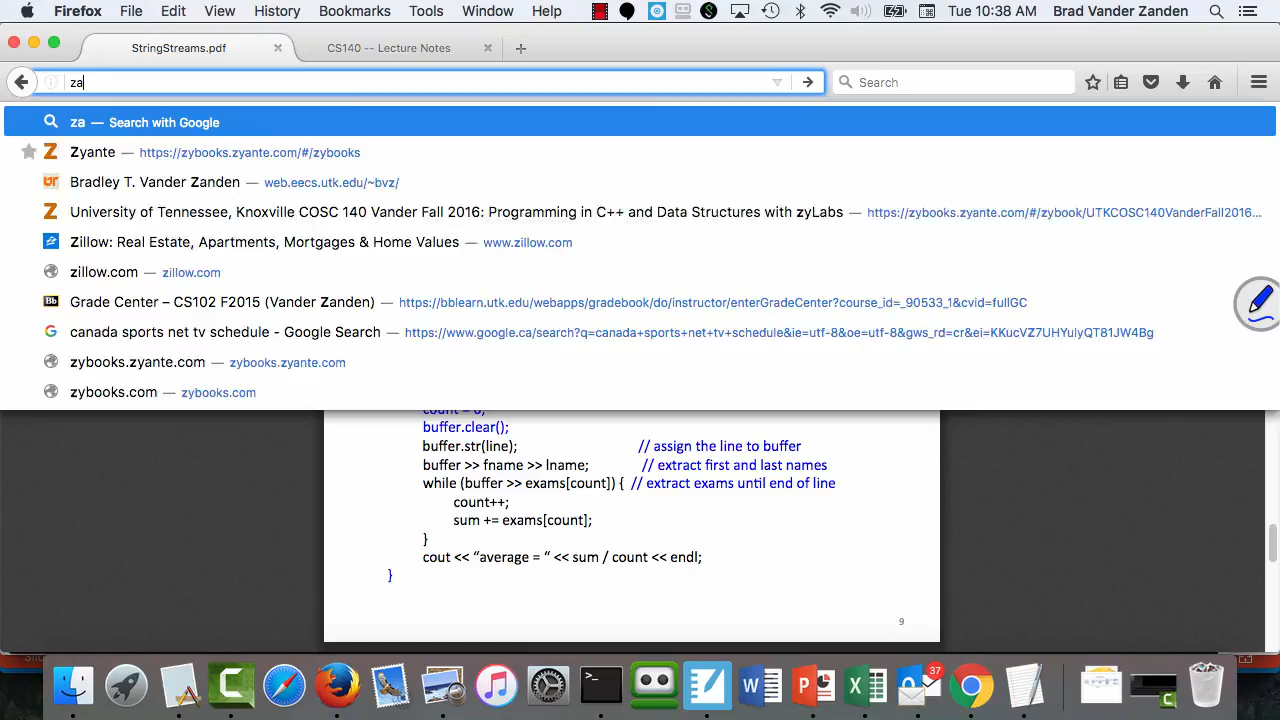 Firefox File Edit View History Bookmarks Tools Window Help Tue 10:38 AM Brad Vander Zanden
StringStreams.pdf CS140 -- Lecture Notes
za Search
za — Search with Google
Zyante — https://zybooks.zyante.com/#/zybooks
Bradley T. Vander Zanden — web.eecs.utk.edu/~bvz/
University of Tennessee, Knoxville COSC 140 Vander Fall 2016: Programming in C++ and Data Structures with zyLabs — https://zybooks.zyante.com/#/zybook/UTKCOSC140VanderFall2016...
Zillow: Real Estate, Apartments, Mortgages & Home Values — www.zillow.com
zillow.com — zillow.com
Grade Center – CS102 F2015 (Vander Zanden) — https://bblearn.utk.edu/webapps/gradebook/do/instructor/enterGradeCenter?course_id=_90533_1&cvid=fullGC
canada sports net tv schedule - Google Search — https://www.google.ca/search?q=canada+sports+net+tv+schedule&ie=utf-8&oe=utf-8&gws_rd=cr&ei=KKucVZ7UHYulyQT81JW4Bg
zybooks.zyante.com — zybooks.zyante.com
zybooks.com — zybooks.com
count = 0;
buffer.clear();
buffer.str(line); // assign the line to buffer
buffer >> fname >> lname; // extract first and last names
while (buffer >> exams[count]) { // extract exams until end of line
count++;
sum += exams[count];
}
cout << “average = “ << sum / count << endl;
}
9
37